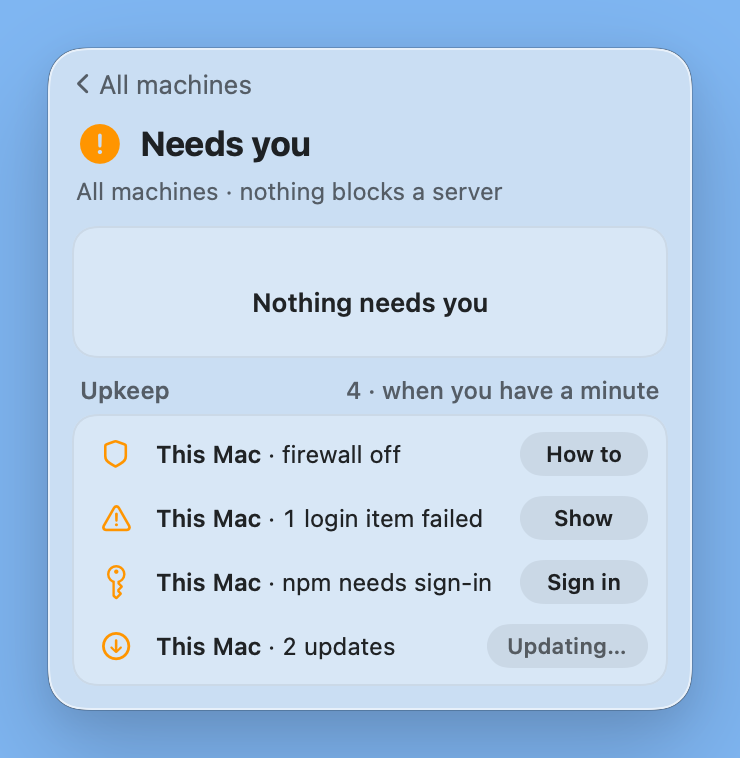 All machines
Needs you
All machines · nothing blocks a server
Nothing needs you
Upkeep 4 · when you have a minute
This Mac · firewall off How to
This Mac · 1 login item failed Show
This Mac · npm needs sign-in Sign in
This Mac · 2 updates Updating...